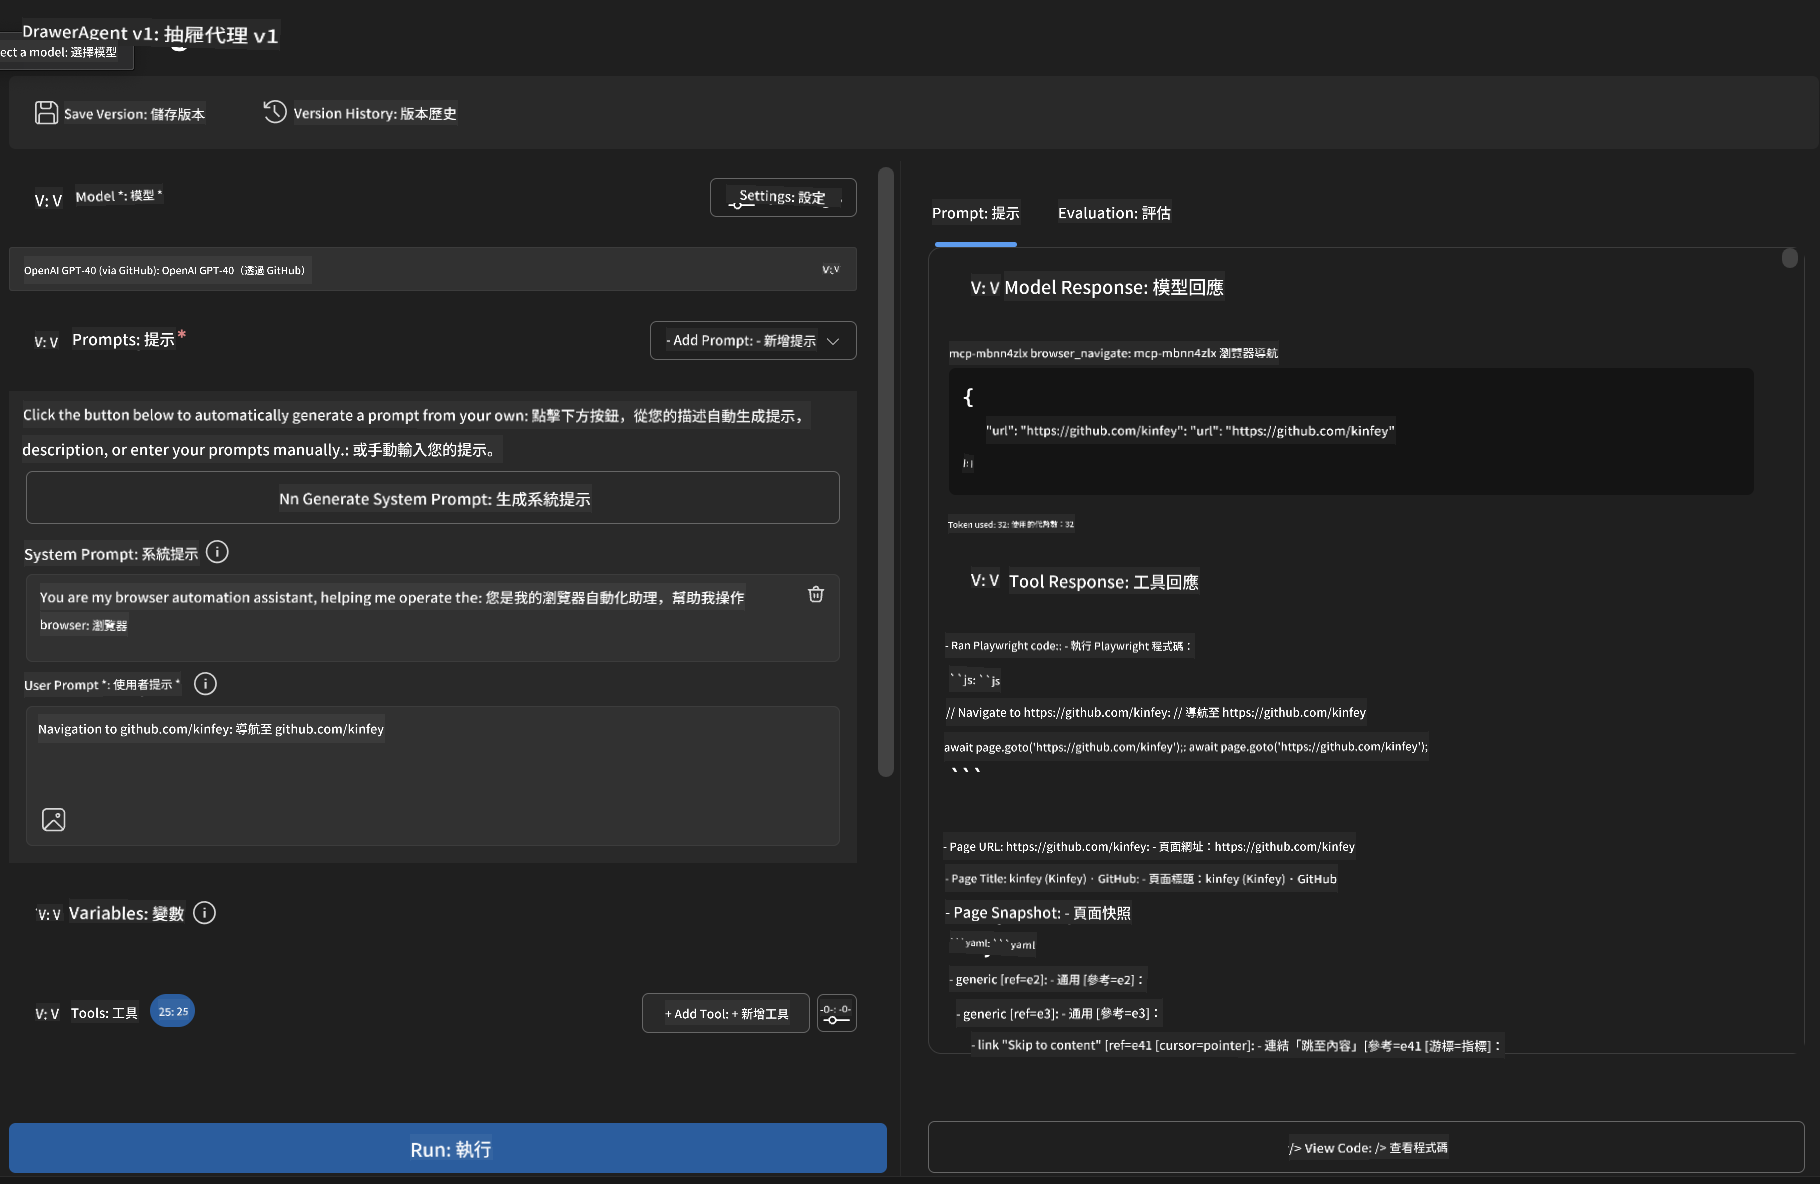 DrawerAgent v1: 抽屜代理 v1
ect a model: 選擇模型
Save Version: 儲存版本
Version History: 版本歷史
V: V Model *: 模型 *
Settings: 設定
OpenAI GPT-40 (via GitHub): OpenAI GPT-40（透過 GitHub）
V:V
V: V Prompts: 提示*
- Add Prompt: - 新增提示
Click the button below to automatically generate a prompt from your own: 點擊下方按鈕，從您的描述自動生成提示，
description, or enter your prompts manually.: 或手動輸入您的提示。
Nn Generate System Prompt: 生成系統提示
System Prompt: 系統提示
You are my browser automation assistant, helping me operate the: 您是我的瀏覽器自動化助理，幫助我操作
browser: 瀏覽器
User Prompt *: 使用者提示 *
Navigation to github.com/kinfey: 導航至 github.com/kinfey
V: V Variables: 變數
V: V Tools: 工具
25: 25
+ Add Tool: + 新增工具
-0-: -0-
Run: 執行
Prompt: 提示
Evaluation: 評估
V: V Model Response: 模型回應
mcp-mbnn4zlx browser_navigate: mcp-mbnn4zlx 瀏覽器導航
{
"url": "https://github.com/kinfey": "url": "https://github.com/kinfey"
Token used: 32: 使用的代幣數：32
V: V Tool Response: 工具回應
- Ran Playwright code:: - 執行 Playwright 程式碼：
``js: ``js
// Navigate to https://github.com/kinfey: // 導航至 https://github.com/kinfey
await page.goto('https://github.com/kinfey');: await page.goto('https://github.com/kinfey');
```
- Page URL: https://github.com/kinfey: - 頁面網址：https://github.com/kinfey
- Page Title: kinfey (Kinfey) · GitHub: - 頁面標題：kinfey (Kinfey) · GitHub
- Page Snapshot: - 頁面快照
```yaml: ```yaml
- generic [ref=e2]: - 通用 [參考=e2]：
- generic [ref=e3]: - 通用 [參考=e3]：
- link "Skip to content" [ref=e41 [cursor=pointer]: - 連結「跳至內容」[參考=e41 [游標=指標]：
/> View Code: /> 查看程式碼